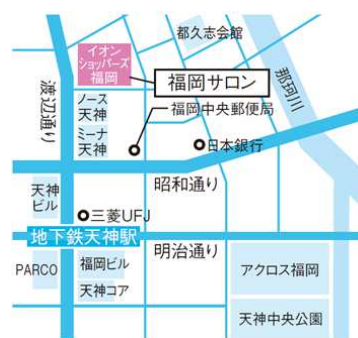 都久志会館
イオン
ショッパーズ
福岡
福岡サロン
渡辺通り
那珂川
ノース
天神
福岡中央郵便局
ミーナ
天神
日本銀行
昭和通り
天神
ビル
三菱UFJ
地下鉄天神駅
明治通り
PARCO
福岡ビル
天神コア
アクロス福岡
天神中央公園